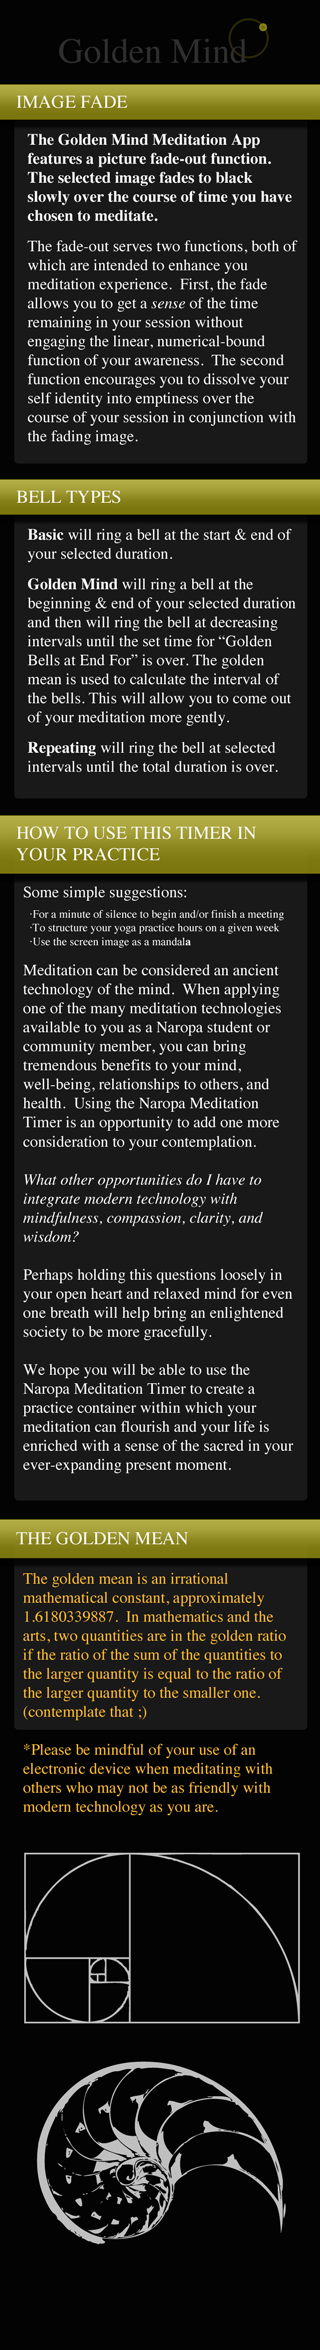 Golden Mind
IMAGE FADE
The Golden Mind Meditation App
features a picture fade-out function.
The selected image fades to black
slowly over the course of time you have
chosen to meditate.
The fade-out serves two functions, both of
which are intended to enhance you
meditation experience.  First, the fade
allows you to get a sense of the time
remaining in your session without
engaging the linear, numerical-bound
function of your awareness.  The second
function encourages you to dissolve your
self identity into emptiness over the
course of your session in conjunction with
the fading image.
BELL TYPES
Basic will ring a bell at the start & end of
your selected duration.
Golden Mind will ring a bell at the
beginning & end of your selected duration
and then will ring the bell at decreasing
intervals until the set time for “Golden
Bells at End For” is over. The golden
mean is used to calculate the interval of
the bells. This will allow you to come out
of your meditation more gently.
Repeating will ring the bell at selected
intervals until the total duration is over.
HOW TO USE THIS TIMER IN
YOUR PRACTICE
Some simple suggestions:
·For a minute of silence to begin and/or finish a meeting
·To structure your yoga practice hours on a given week
·Use the screen image as a mandala
Meditation can be considered an ancient
technology of the mind.  When applying
one of the many meditation technologies
available to you as a Naropa student or
community member, you can bring
tremendous benefits to your mind,
well-being, relationships to others, and
health.  Using the Naropa Meditation
Timer is an opportunity to add one more
consideration to your contemplation.
What other opportunities do I have to
integrate modern technology with
mindfulness, compassion, clarity, and
wisdom?
Perhaps holding this questions loosely in
your open heart and relaxed mind for even
one breath will help bring an enlightened
society to be more gracefully.
We hope you will be able to use the
Naropa Meditation Timer to create a
practice container within which your
meditation can flourish and your life is
enriched with a sense of the sacred in your
ever-expanding present moment.
THE GOLDEN MEAN
The golden mean is an irrational
mathematical constant, approximately
1.6180339887.  In mathematics and the
arts, two quantities are in the golden ratio
if the ratio of the sum of the quantities to
the larger quantity is equal to the ratio of
the larger quantity to the smaller one.
(contemplate that ;)
*Please be mindful of your use of an
electronic device when meditating with
others who may not be as friendly with
modern technology as you are.